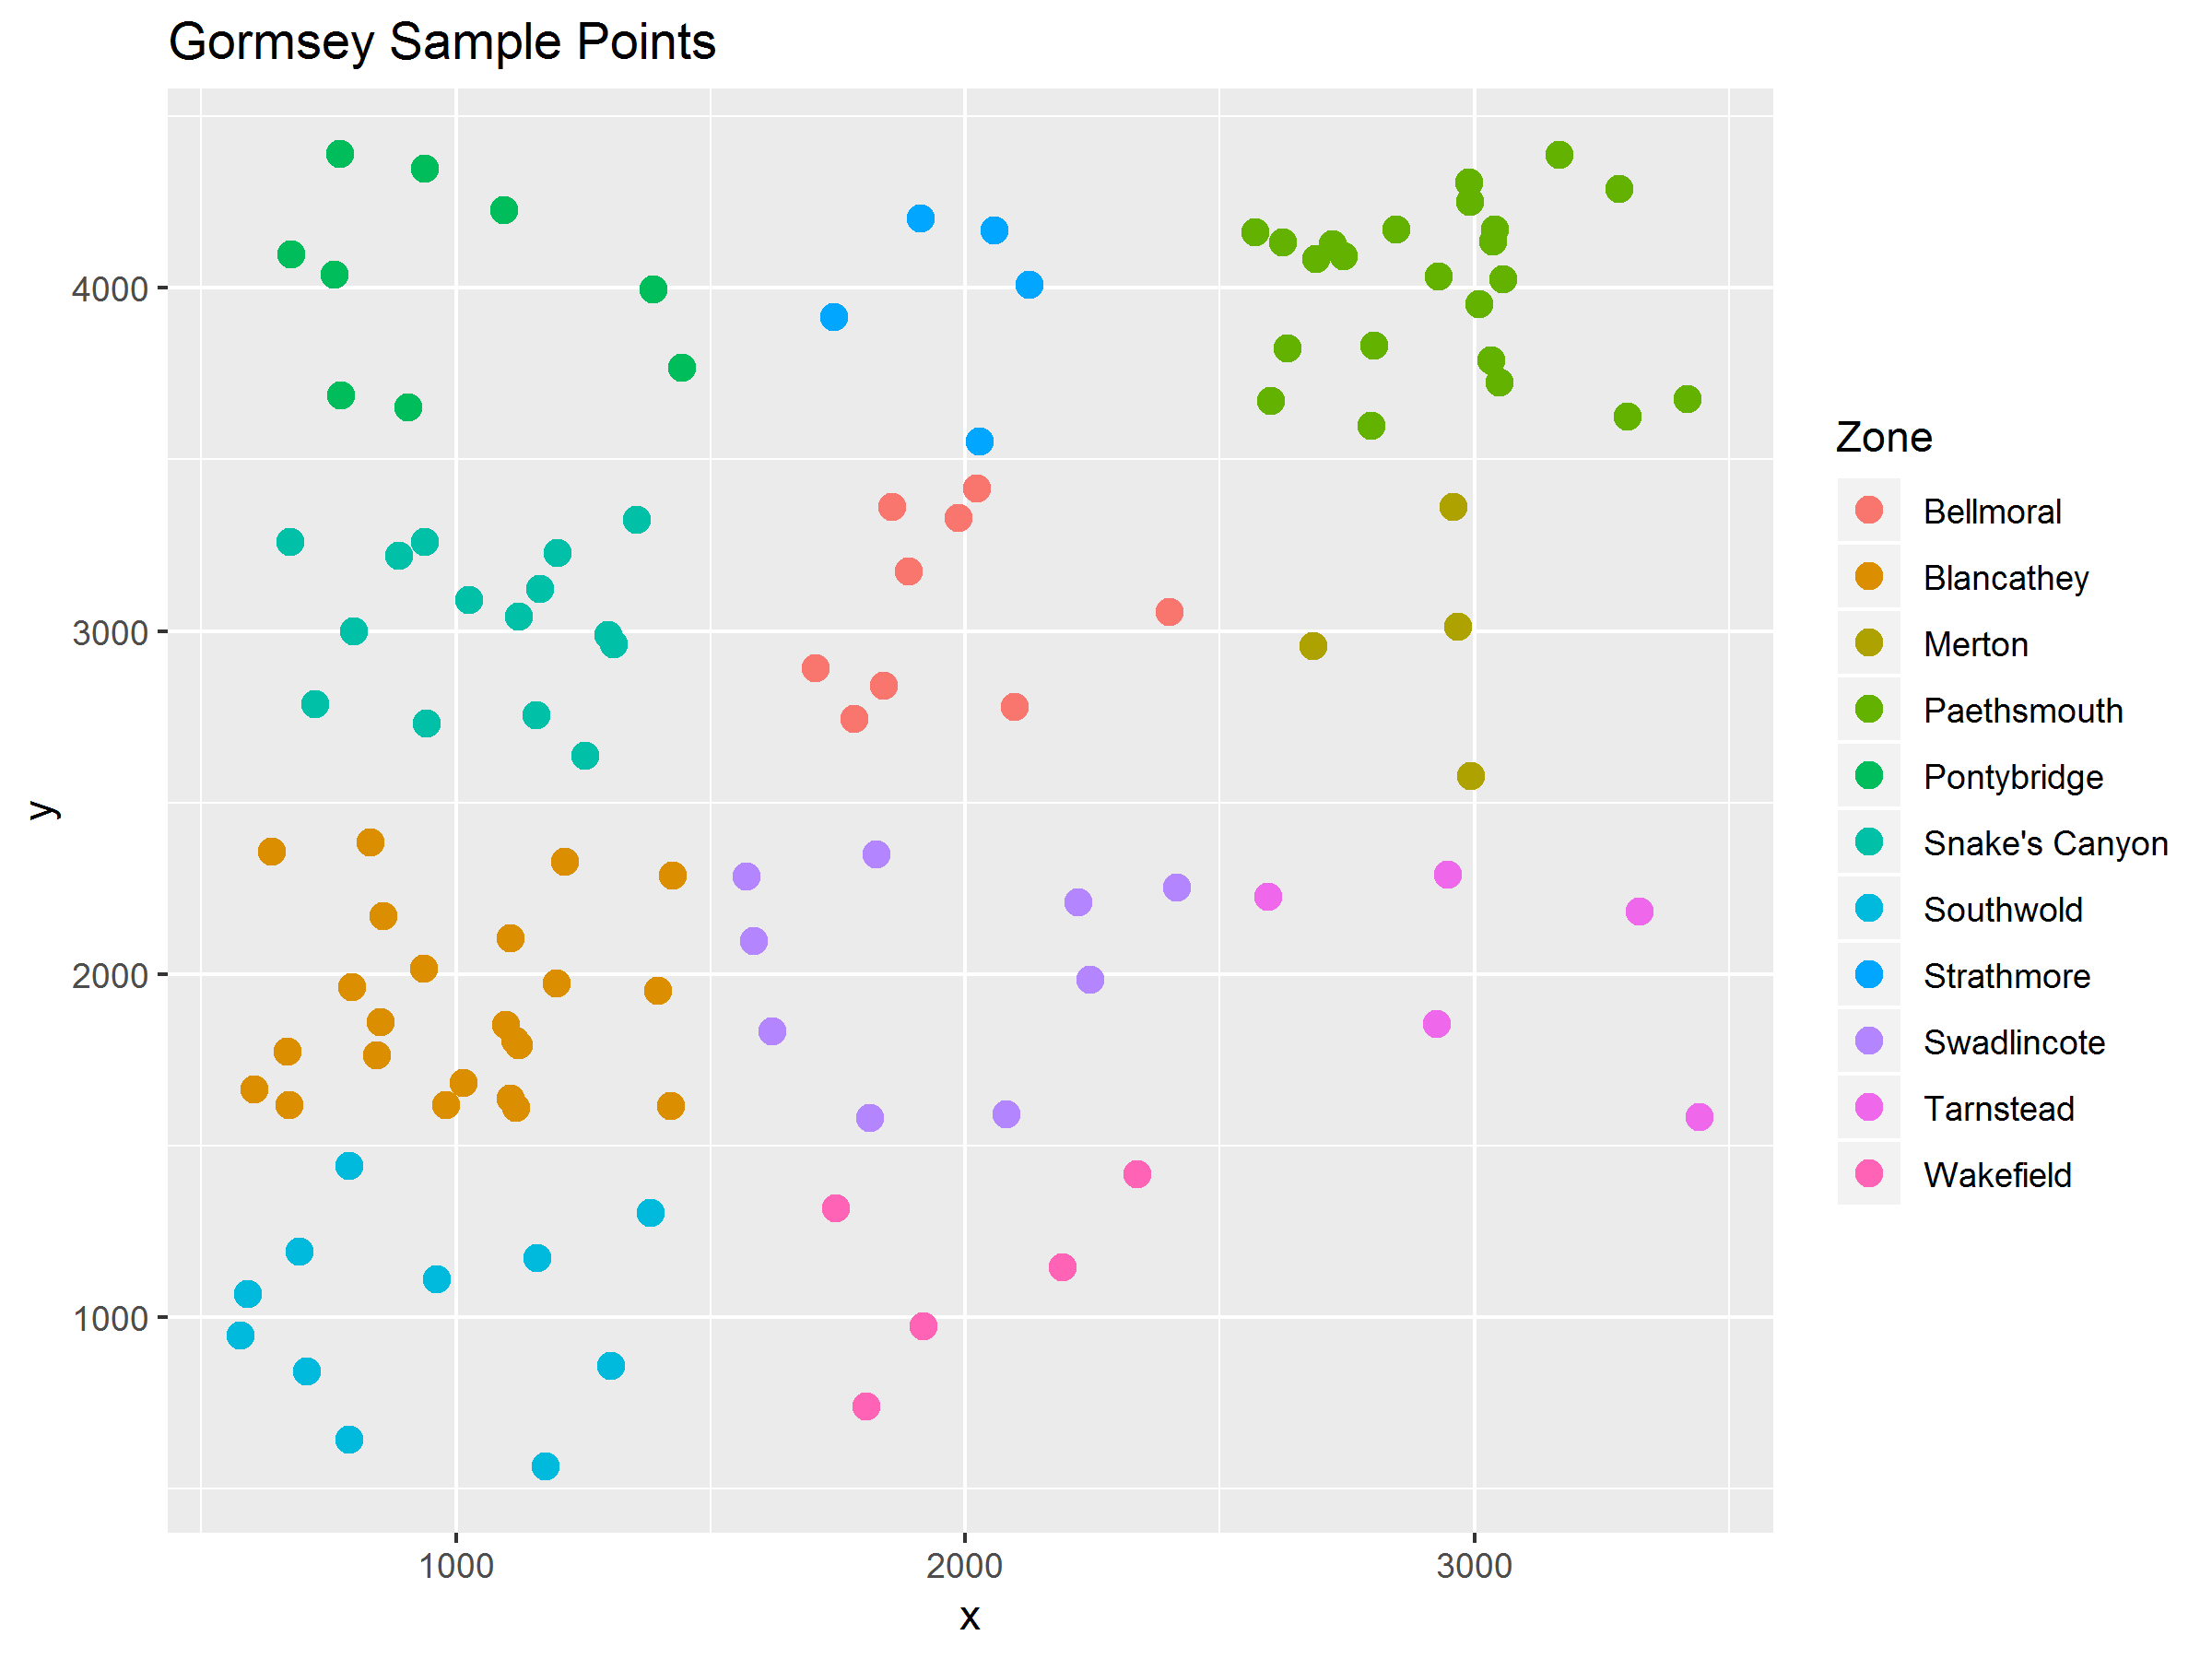 Gormsey Sample Points
4000
3000
2000
1000
y
1000 2000 3000
x
Zone
Bellmoral
Blancathey
Merton
Paethsmouth
Pontybridge
Snake's Canyon
Southwold
Strathmore
Swadlincote
Tarnstead
Wakefield